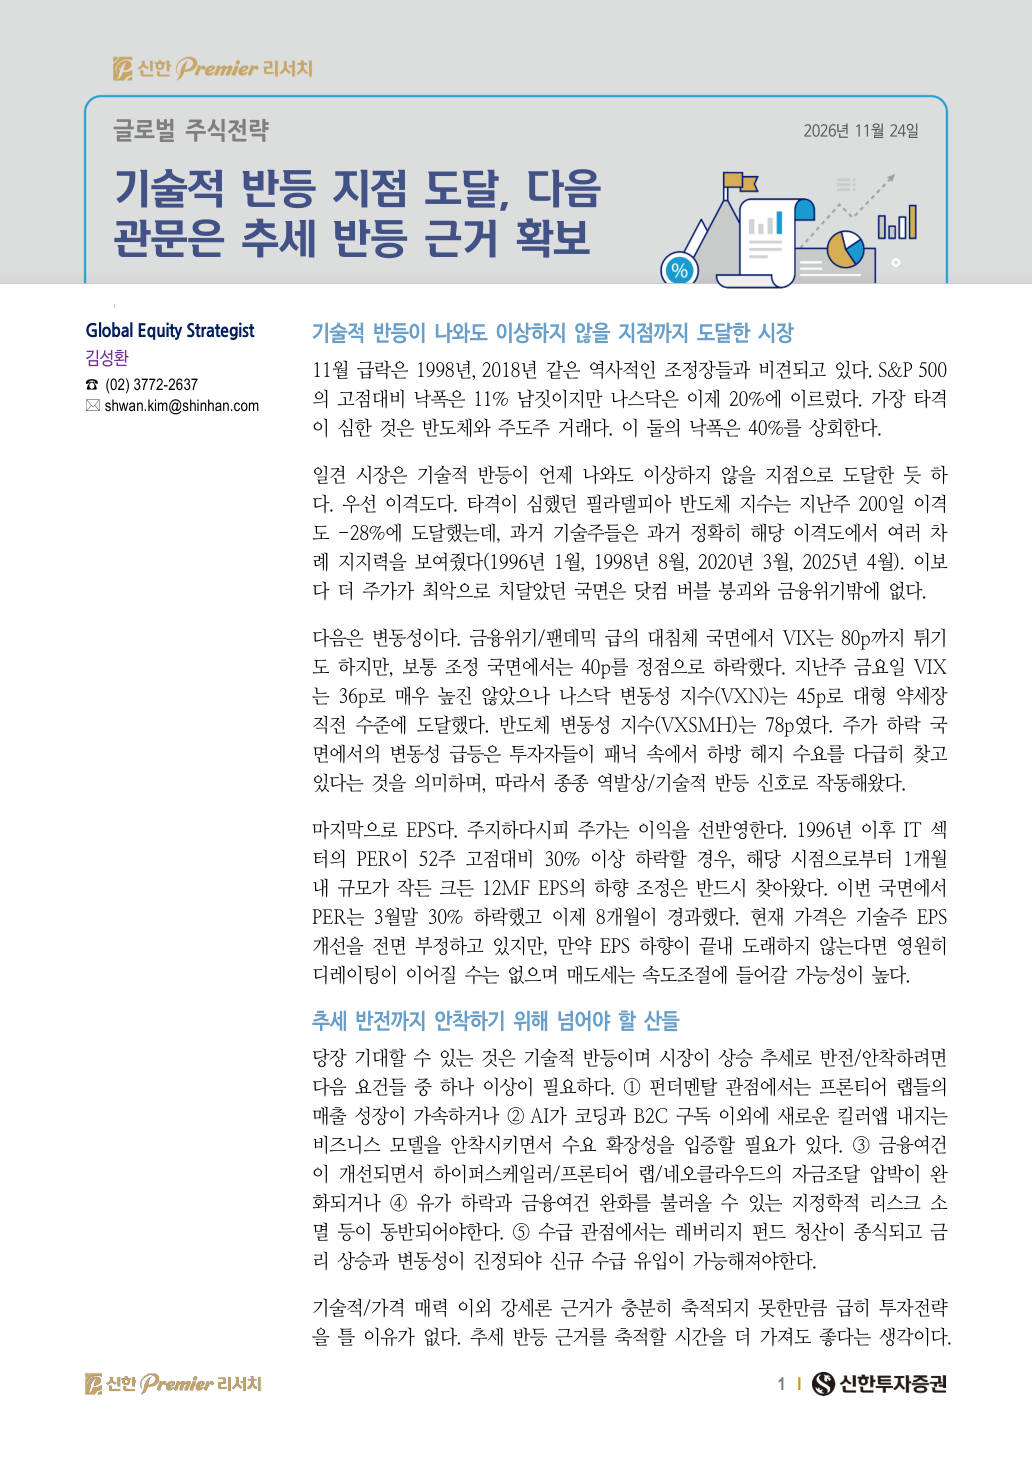 신한 Premier 리서치
글로벌 주식전략
2026년 11월 24일
기술적 반등 지점 도달, 다음
관문은 추세 반등 근거 확보
%
Global Equity Strategist
김성환
☎ (02) 3772-2637
✉ shwan.kim@shinhan.com
기술적 반등이 나와도 이상하지 않을 지점까지 도달한 시장
11월 급락은 1998년, 2018년 같은 역사적인 조정장들과 비견되고 있다. S&P 500
의 고점대비 낙폭은 11% 남짓이지만 나스닥은 이제 20%에 이르렀다. 가장 타격
이 심한 것은 반도체와 주도주 거래다. 이 둘의 낙폭은 40%를 상회한다.
일견 시장은 기술적 반등이 언제 나와도 이상하지 않을 지점으로 도달한 듯 하
다. 우선 이격도다. 타격이 심했던 필라델피아 반도체 지수는 지난주 200일 이격
도 -28%에 도달했는데, 과거 기술주들은 과거 정확히 해당 이격도에서 여러 차
례 지지력을 보여줬다(1996년 1월, 1998년 8월, 2020년 3월, 2025년 4월). 이보
다 더 주가가 최악으로 치달았던 국면은 닷컴 버블 붕괴와 금융위기밖에 없다.
다음은 변동성이다. 금융위기/팬데믹 급의 대침체 국면에서 VIX는 80p까지 튀기
도 하지만, 보통 조정 국면에서는 40p를 정점으로 하락했다. 지난주 금요일 VIX
는 36p로 매우 높진 않았으나 나스닥 변동성 지수(VXN)는 45p로 대형 약세장
직전 수준에 도달했다. 반도체 변동성 지수(VXSMH)는 78p였다. 주가 하락 국
면에서의 변동성 급등은 투자자들이 패닉 속에서 하방 헤지 수요를 다급히 찾고
있다는 것을 의미하며, 따라서 종종 역발상/기술적 반등 신호로 작동해왔다.
마지막으로 EPS다. 주지하다시피 주가는 이익을 선반영한다. 1996년 이후 IT 섹
터의 PER이 52주 고점대비 30% 이상 하락할 경우, 해당 시점으로부터 1개월
내 규모가 작든 크든 12MF EPS의 하향 조정은 반드시 찾아왔다. 이번 국면에서
PER는 3월말 30% 하락했고 이제 8개월이 경과했다. 현재 가격은 기술주 EPS
개선을 전면 부정하고 있지만, 만약 EPS 하향이 끝내 도래하지 않는다면 영원히
디레이팅이 이어질 수는 없으며 매도세는 속도조절에 들어갈 가능성이 높다.
추세 반전까지 안착하기 위해 넘어야 할 산들
당장 기대할 수 있는 것은 기술적 반등이며 시장이 상승 추세로 반전/안착하려면
다음 요건들 중 하나 이상이 필요하다. ① 펀더멘탈 관점에서는 프론티어 랩들의
매출 성장이 가속하거나 ② AI가 코딩과 B2C 구독 이외에 새로운 킬러앱 내지는
비즈니스 모델을 안착시키면서 수요 확장성을 입증할 필요가 있다. ③ 금융여건
이 개선되면서 하이퍼스케일러/프론티어 랩/네오클라우드의 자금조달 압박이 완
화되거나 ④ 유가 하락과 금융여건 완화를 불러올 수 있는 지정학적 리스크 소
멸 등이 동반되어야한다. ⑤ 수급 관점에서는 레버리지 펀드 청산이 종식되고 금
리 상승과 변동성이 진정되야 신규 수급 유입이 가능해져야한다.
기술적/가격 매력 이외 강세론 근거가 충분히 축적되지 못한만큼 급히 투자전략
을 틀 이유가 없다. 추세 반등 근거를 축적할 시간을 더 가져도 좋다는 생각이다.
신한 Premier 리서치
1 | 신한투자증권